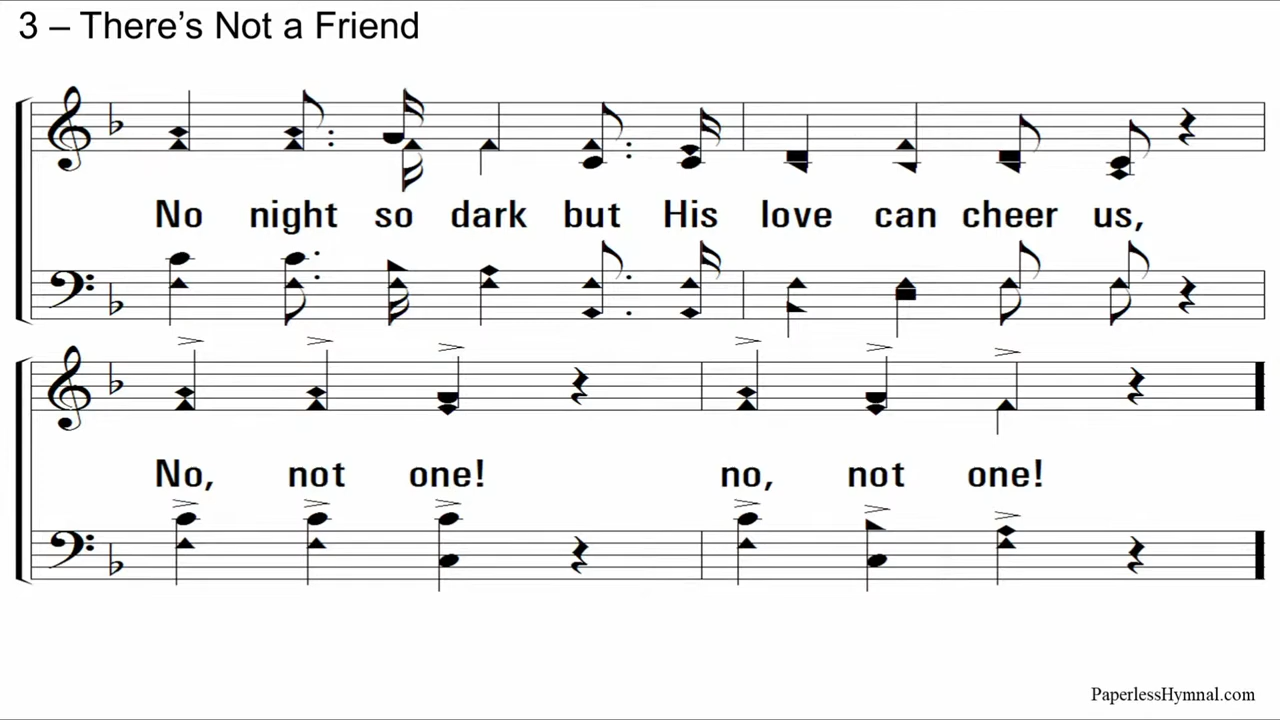 3 – There’s Not a Friend
No night so dark but His love can cheer us,
No, not one! no, not one!
PaperlessHymnal.com